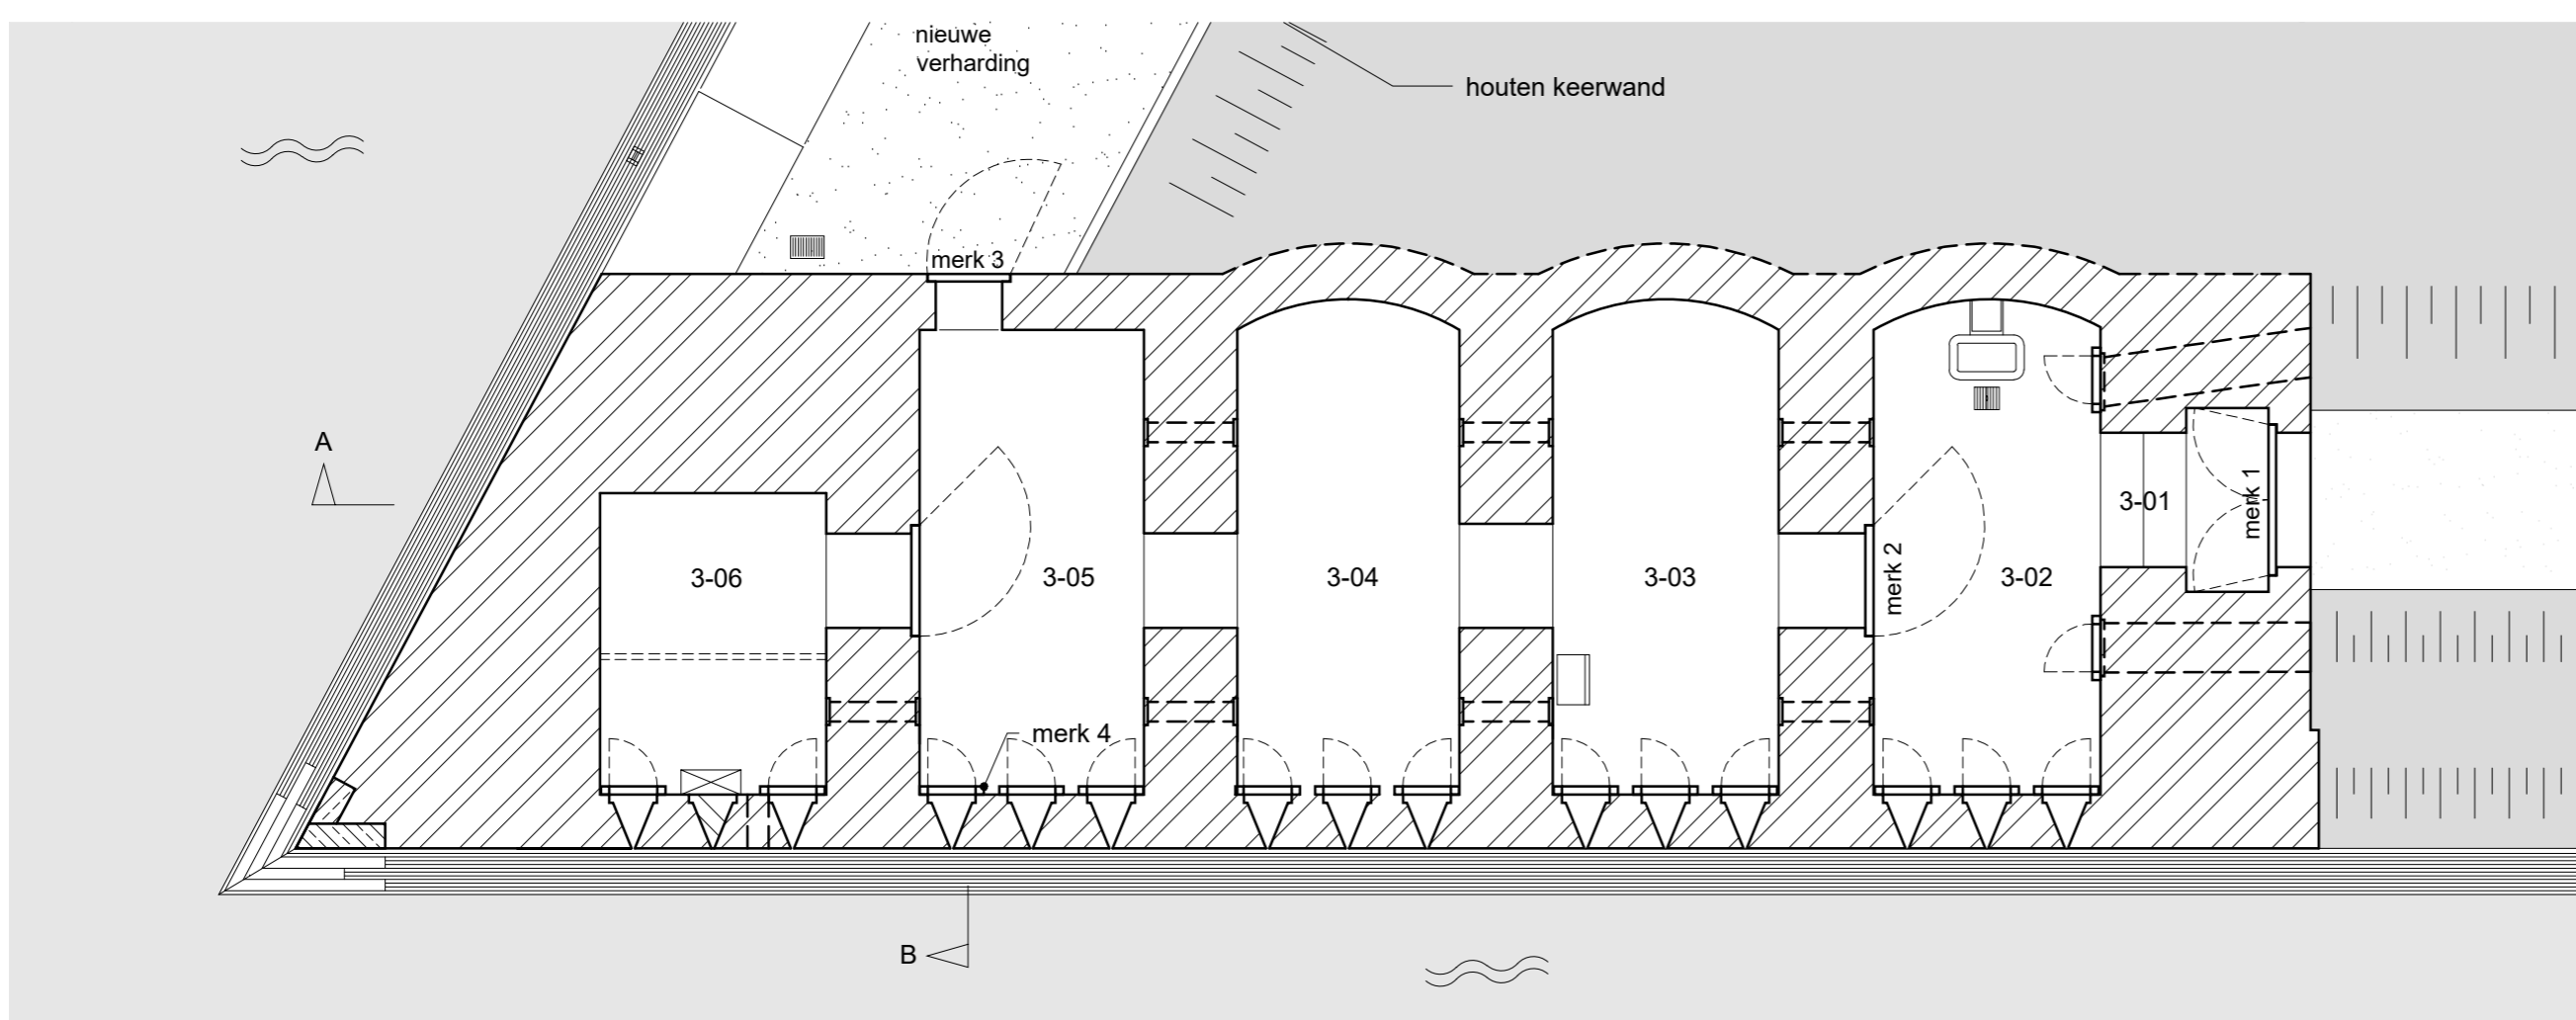 nieuwe
verharding
houten keerwand
merk 3
A
3-06
3-05
3-04
3-03
merk 2
3-02
3-01
merk 1
merk 4
B